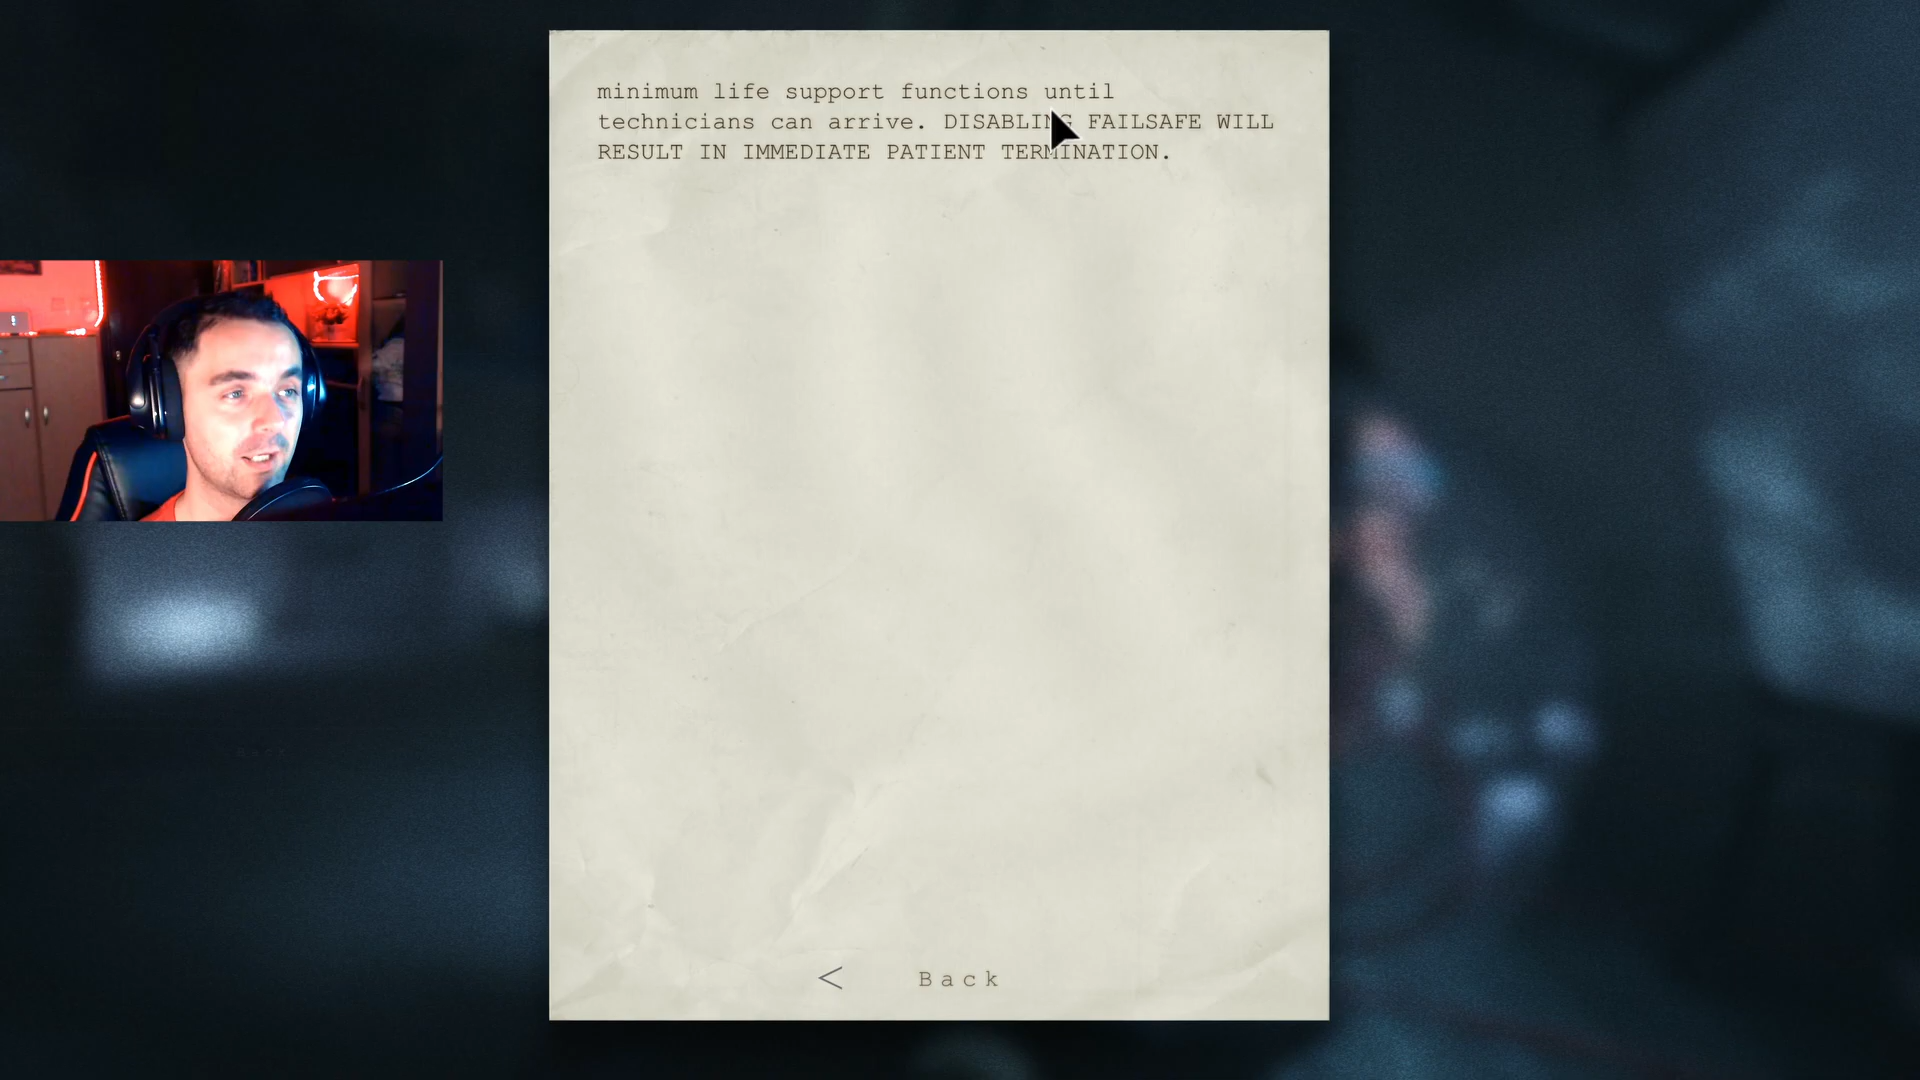 minimum life support functions until
technicians can arrive. DISABLING FAILSAFE WILL
RESULT IN IMMEDIATE PATIENT TERMINATION.
< Back